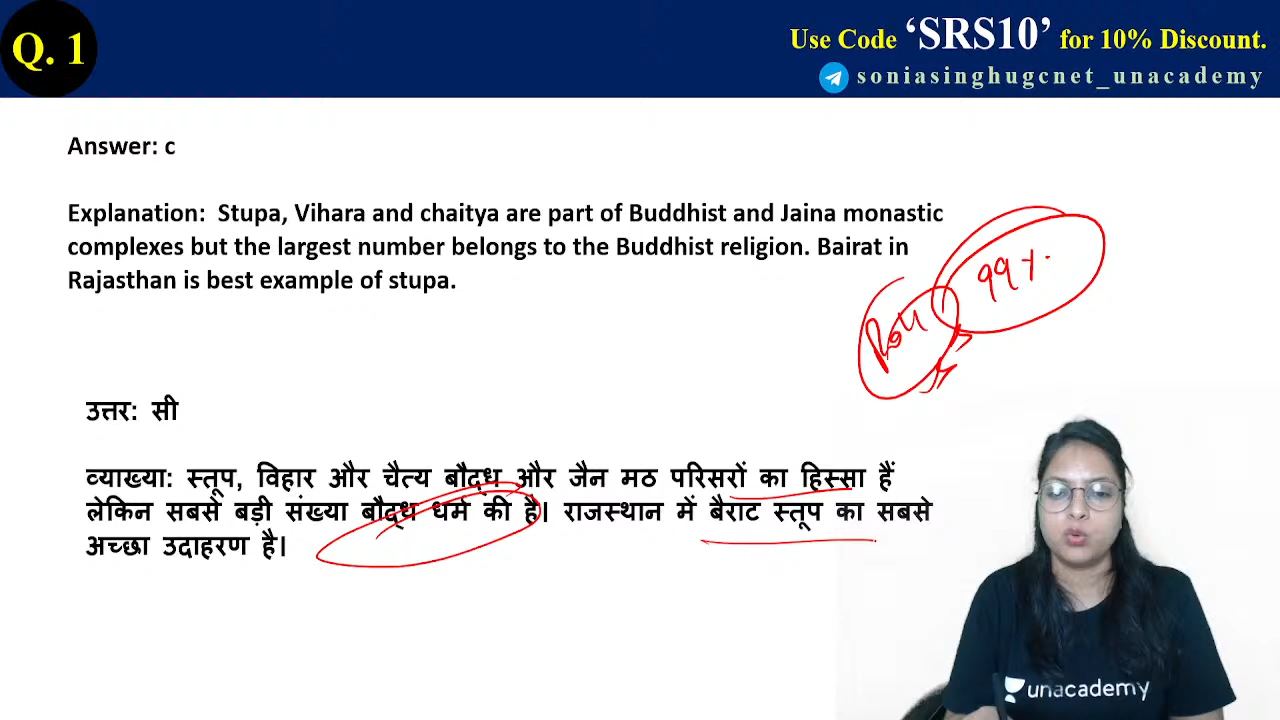 Q. 1
Use Code ‘SRS10’ for 10% Discount.
soniasinghugcnet_unacademy
Answer: c
Explanation: Stupa, Vihara and chaitya are part of Buddhist and Jaina monastic
complexes but the largest number belongs to the Buddhist religion. Bairat in
Rajasthan is best example of stupa.
99%
उत्तर: सी
व्याख्या: स्तूप, विहार और चैत्य बौद्ध और जैन मठ परिसरों का हिस्सा हैं
लेकिन सबसे बड़ी संख्या बौद्ध धर्म की है। राजस्थान में बैराट स्तूप का सबसे
अच्छा उदाहरण है।
unacademy